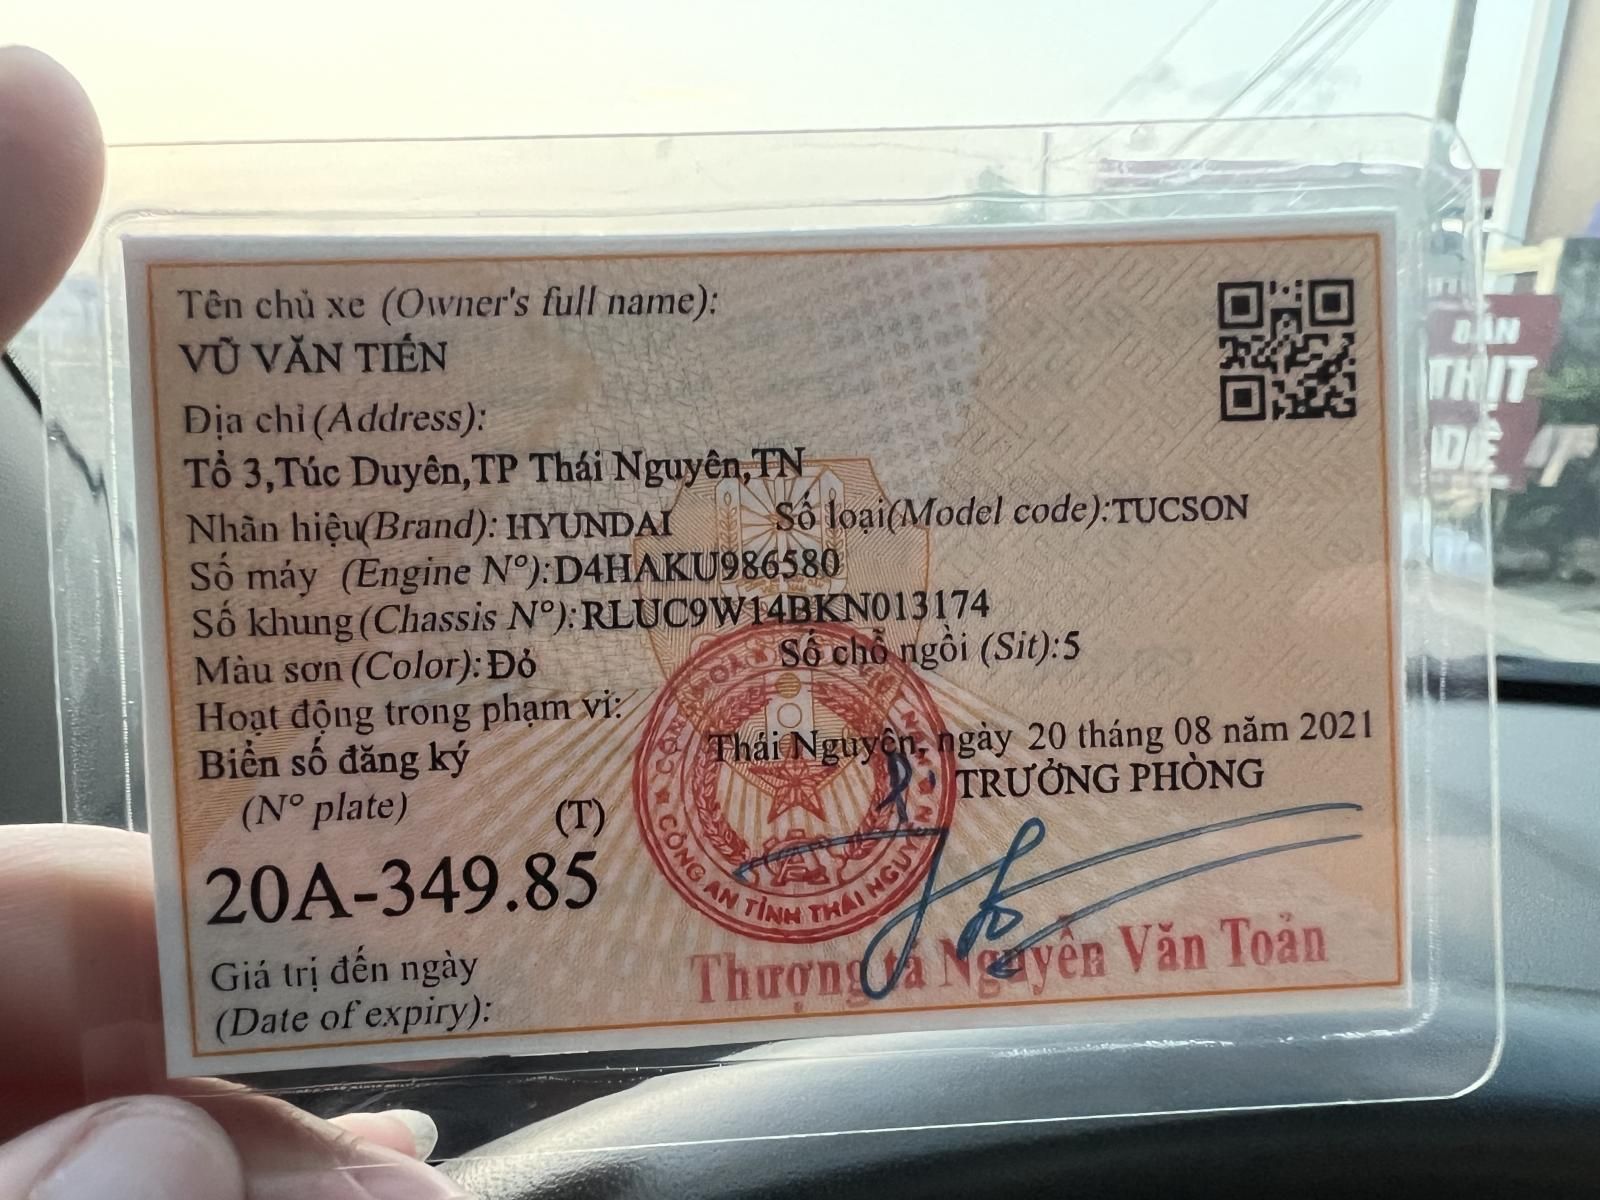 Tên chủ xe (Owner's full name):
VŨ VĂN TIẾN
Địa chỉ (Address):
Tổ 3,Túc Duyên,TP Thái Nguyên,TN
Nhãn hiệu(Brand): HYUNDAI Số loại(Model code):TUCSON
Số máy (Engine N°):D4HAKU986580
Số khung (Chassis N°):RLUC9W14BKN013174
Màu sơn (Color):Đỏ Số chỗ ngồi (Sit):5
Hoạt động trong phạm vi:
Thái Nguyên, ngày 20 tháng 08 năm 2021
Biển số đăng ký
(N° plate) (T)
TRƯỞNG PHÒNG
20A-349.85
CÔNG AN TỈNH THÁI NGUYÊN
Thượng tá Nguyễn Văn Toản
Giá trị đến ngày
(Date of expiry):
BÁN
THỊT
DÊ